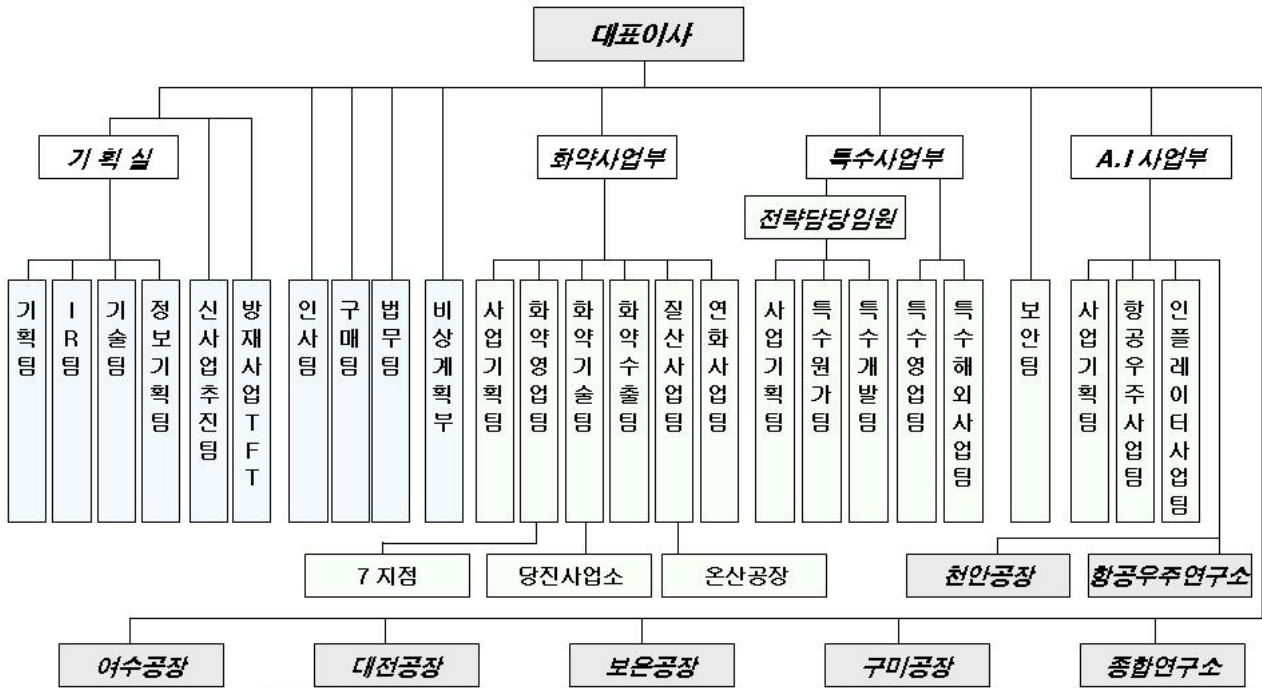 대표이사
기획실
화약사업부
특수사업부
A.I 사업부
전략담당임원
기획팀
IR팀
기술팀
정보기획팀
신사업추진팀
방재사업TFT
인사팀
구매팀
법무팀
비상계획부
사업기획팀
화약영업팀
화약기술팀
화약수출팀
질산사업팀
연화사업팀
사업기획팀
특수원가팀
특수개발팀
특수영업팀
특수해외사업팀
보안팀
사업기획팀
항공우주사업팀
인플레이터사업팀
7 지점
당진사업소
온산공장
천안공장
항공우주연구소
여수공장
대전공장
보은공장
구미공장
종합연구소